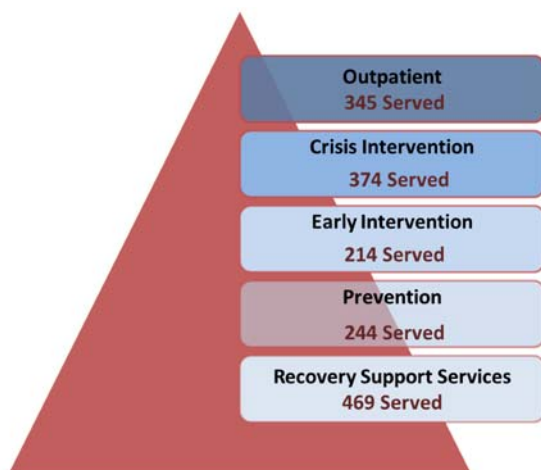 Outpatient
345 Served
Crisis Intervention
374 Served
Early Intervention
214 Served
Prevention
244 Served
Recovery Support Services
469 Served